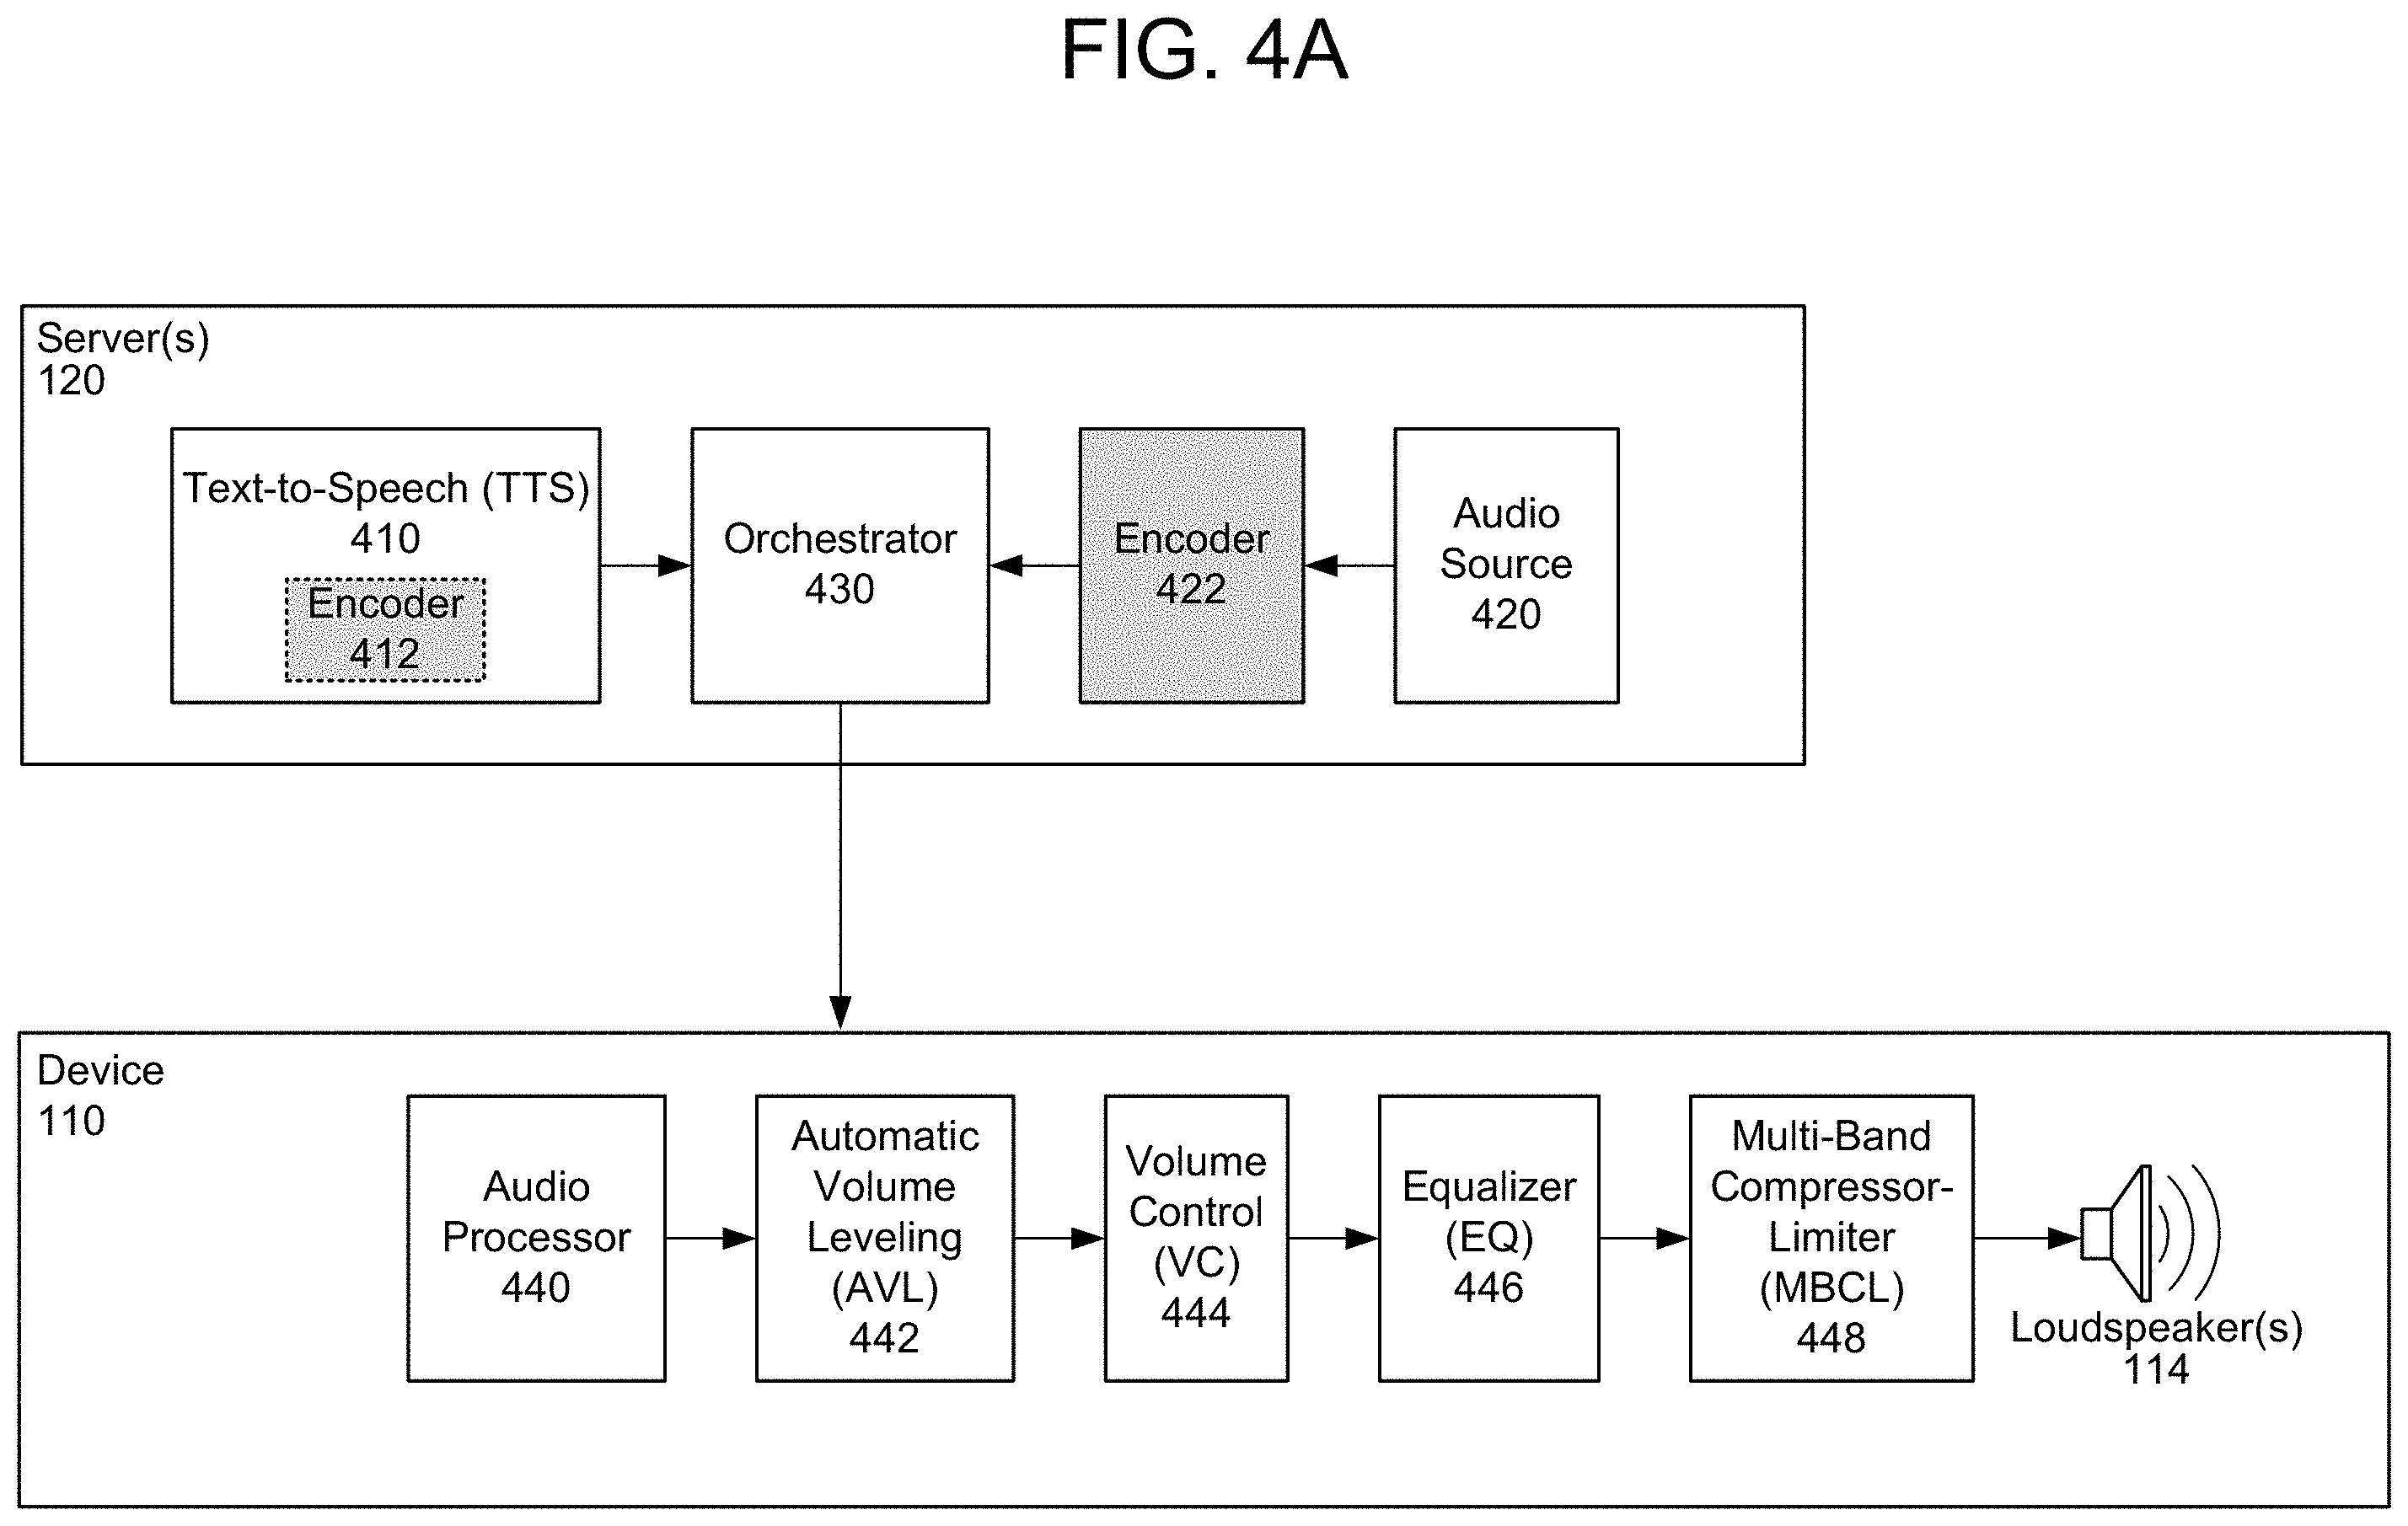 FIG. 4A
Server(s)
120
Text-to-Speech (TTS)
410
Encoder
412
Orchestrator
430
Encoder
422
Audio
Source
420
Device
110
Audio
Processor
440
Automatic
Volume
Leveling
(AVL)
442
Volume
Control
(VC)
444
Equalizer
(EQ)
446
Multi-Band
Compressor-
Limiter
(MBCL)
448
Loudspeaker(s)
114